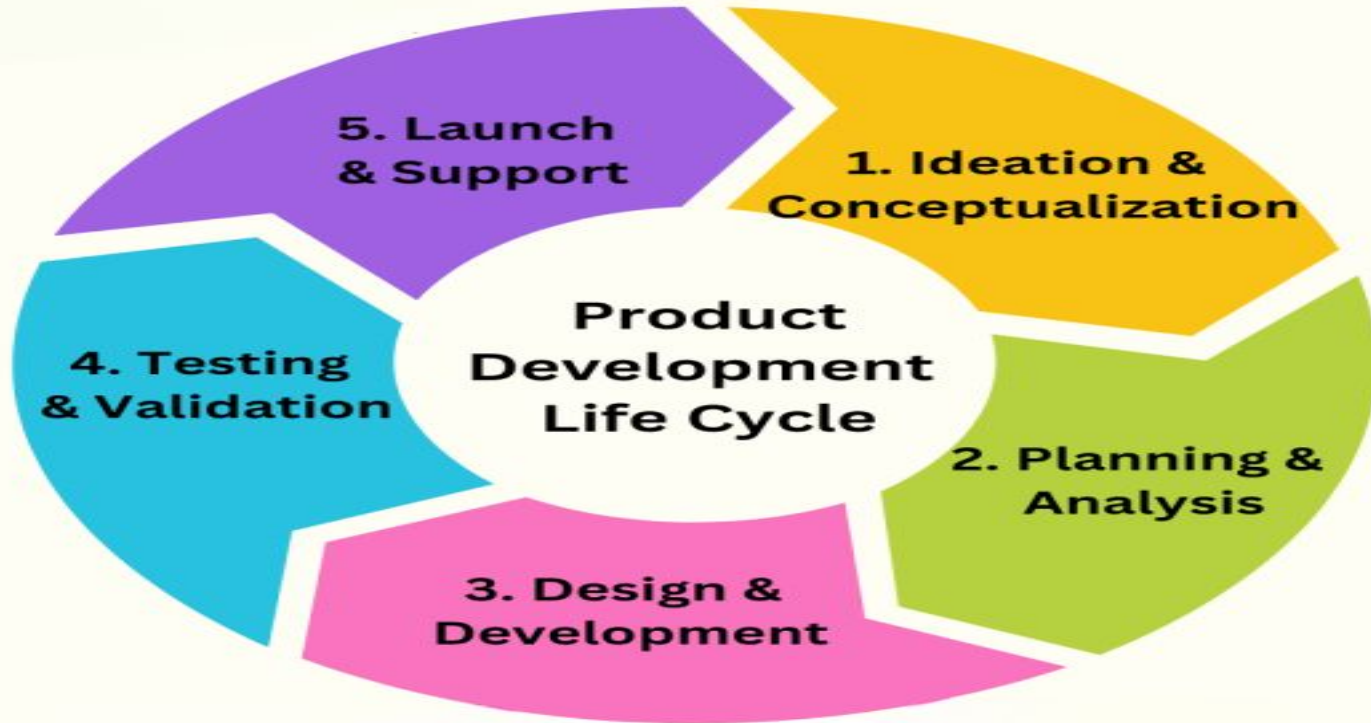 Product
Development
Life Cycle
1. Ideation &
Conceptualization
2. Planning &
Analysis
3. Design &
Development
4. Testing
& Validation
5. Launch
& Support